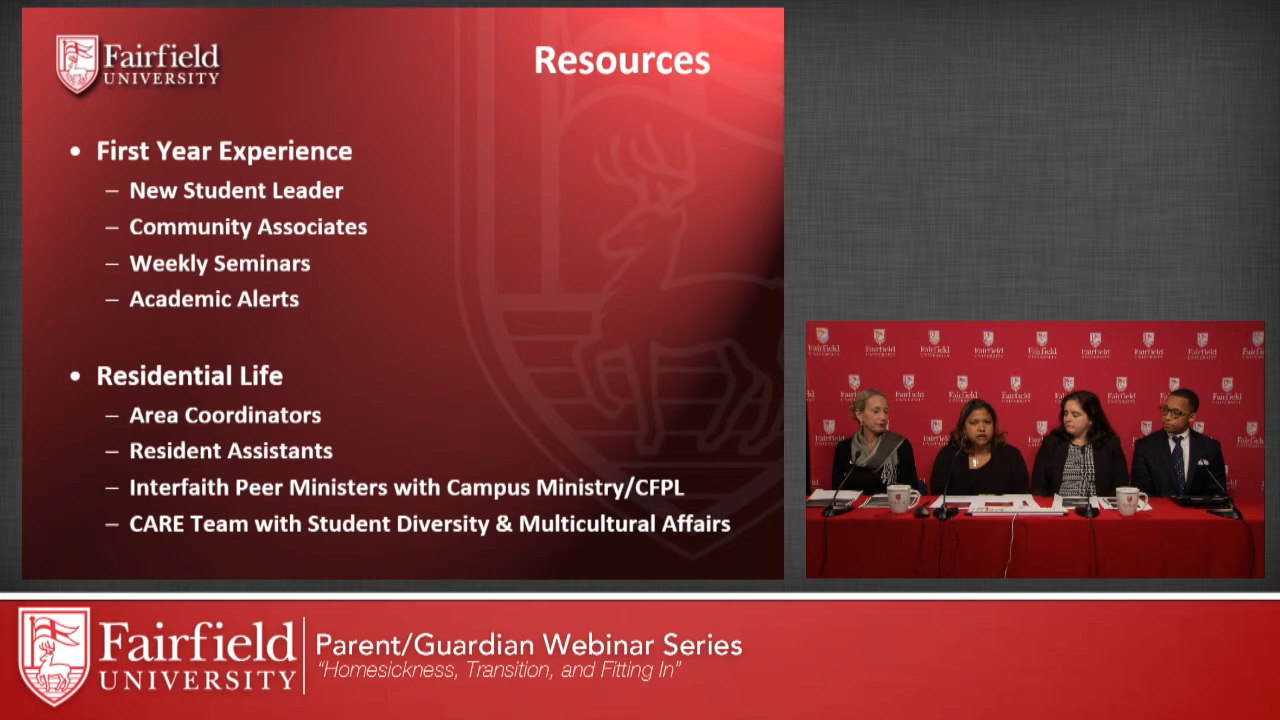 Fairfield
UNIVERSITY
Resources
• First Year Experience
– New Student Leader
– Community Associates
– Weekly Seminars
– Academic Alerts
• Residential Life
– Area Coordinators
– Resident Assistants
– Interfaith Peer Ministers with Campus Ministry/CFPL
– CARE Team with Student Diversity & Multicultural Affairs
Fairfield
UNIVERSITY
Parent/Guardian Webinar Series
“Homesickness, Transition, and Fitting In”